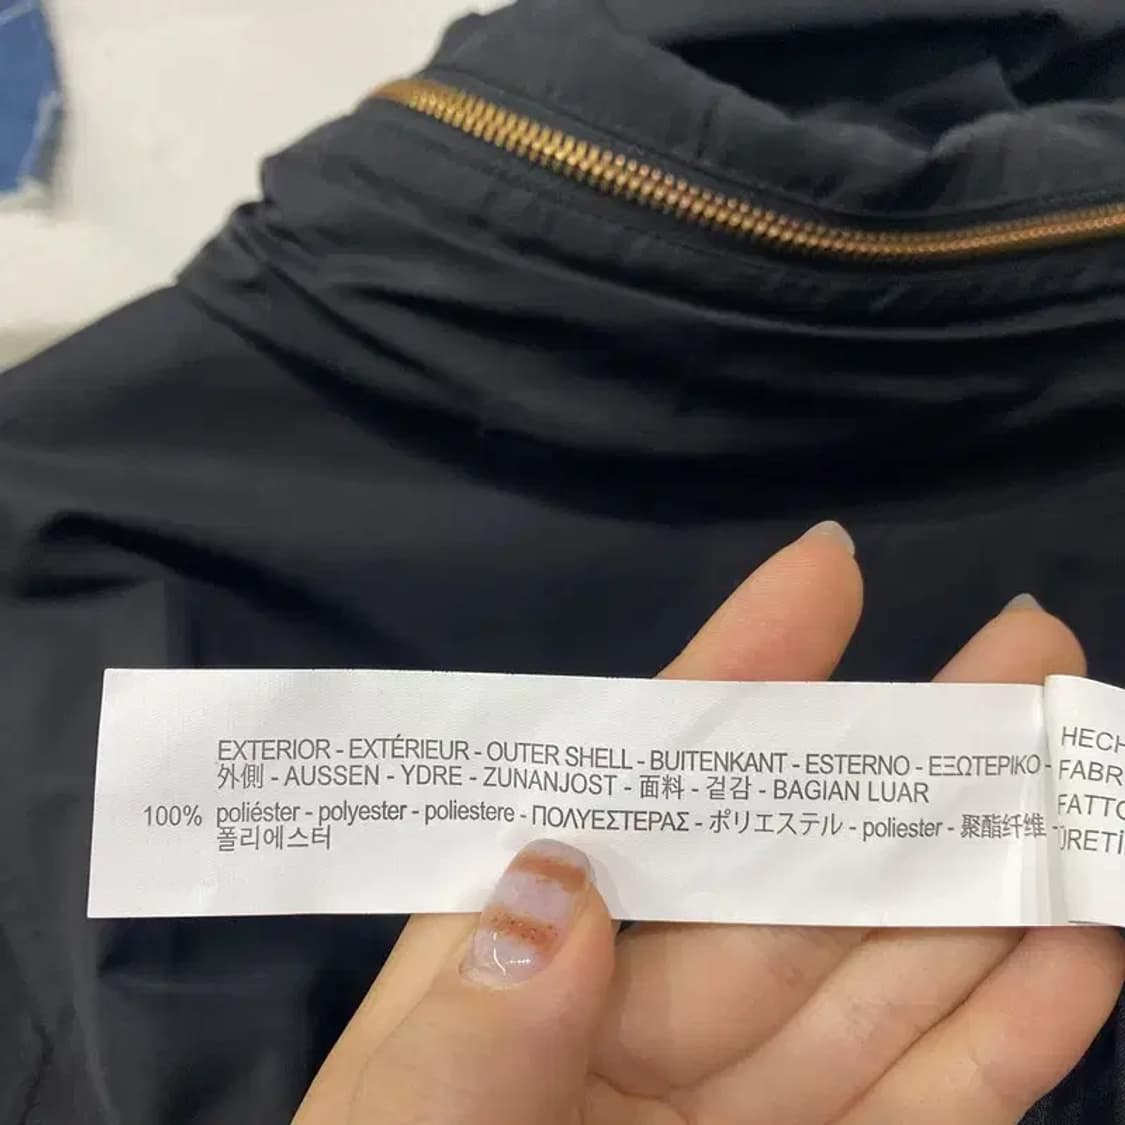 EXTERIOR - EXTÉRIEUR - OUTER SHELL - BUITENKANT - ESTERNO - ΕΞΩΤΕΡΙΚΟ -
外側 - AUSSEN - YDRE - ZUNANJOST - 面料 - 겉감 - BAGIAN LUAR
100% poliéster - polyester - poliestere - ΠΟΛΥΕΣΤΕΡΑΣ - ポリエステル - poliester - 聚酯纤维 -
폴리에스터
HECH
FABR
FATTO
ÜRETİ